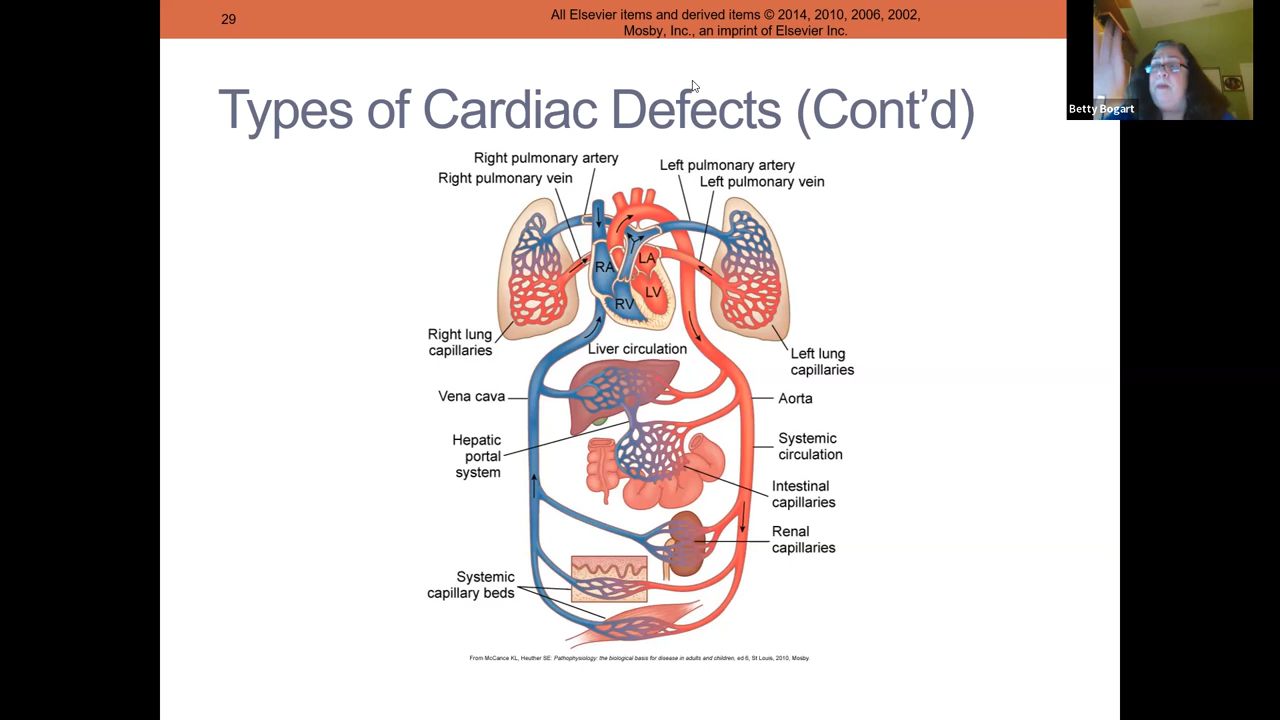 29
All Elsevier items and derived items © 2014, 2010, 2006, 2002,
Mosby, Inc., an imprint of Elsevier Inc.
Betty Bogart
Types of Cardiac Defects (Cont’d)
Right pulmonary artery
Left pulmonary artery
Right pulmonary vein
Left pulmonary vein
RA
LA
RV
LV
Right lung
capillaries
Liver circulation
Left lung
capillaries
Vena cava
Aorta
Hepatic
portal
system
Systemic
circulation
Intestinal
capillaries
Renal
capillaries
Systemic
capillary beds
From McCance KL, Heuther SE: Pathophysiology: the biological basis for disease in adults and children, ed 6, St Louis, 2010, Mosby.